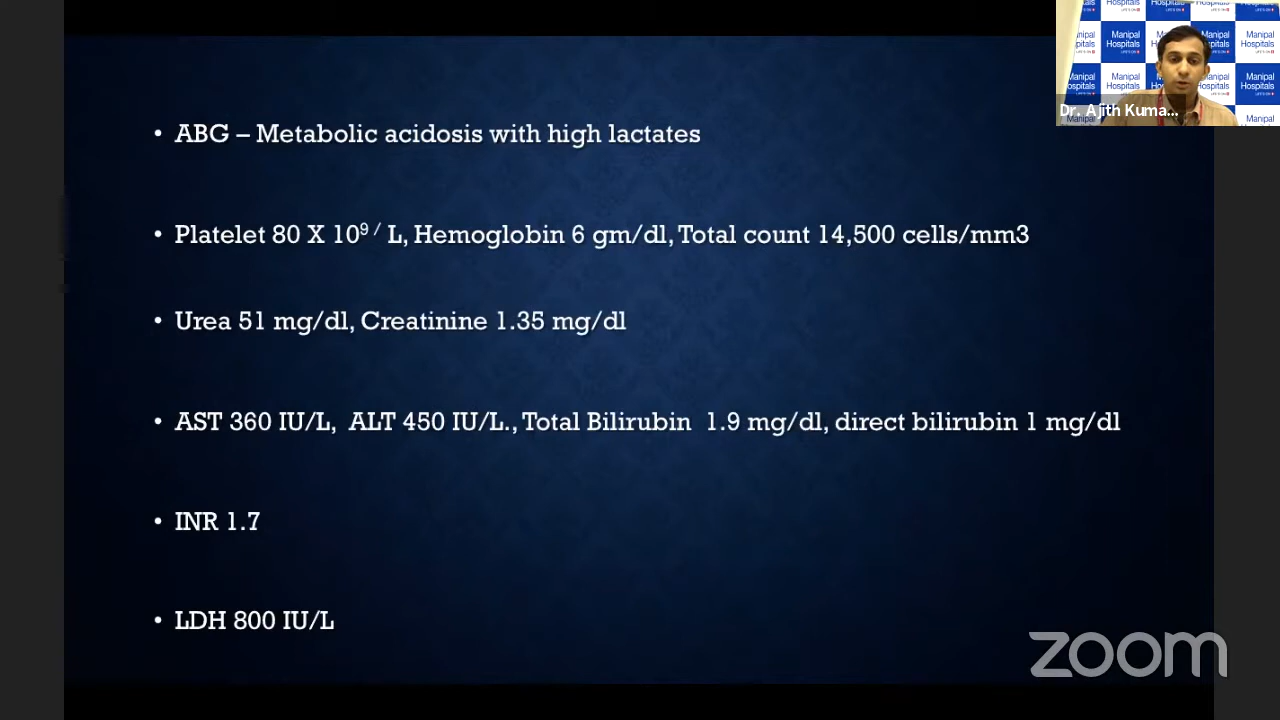 • ABG – Metabolic acidosis with high lactates
• Platelet 80 X 10⁹ / L, Hemoglobin 6 gm/dl, Total count 14,500 cells/mm3
• Urea 51 mg/dl, Creatinine 1.35 mg/dl
• AST 360 IU/L, ALT 450 IU/L., Total Bilirubin 1.9 mg/dl, direct bilirubin 1 mg/dl
• INR 1.7
• LDH 800 IU/L
Manipal Hospitals
Dr. Ajith Kuma...
zoom